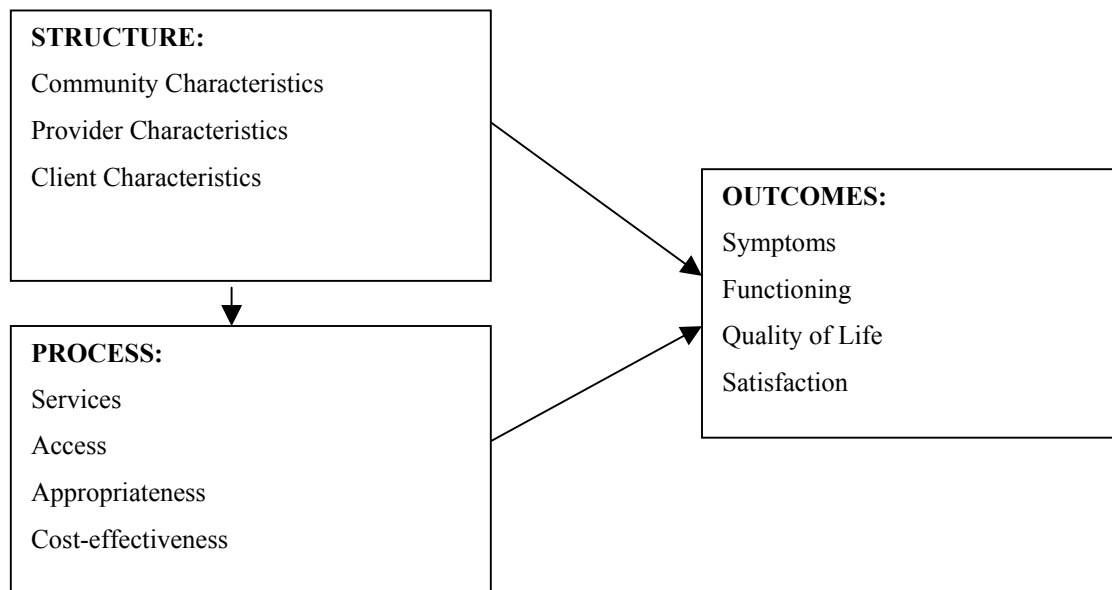 STRUCTURE:
Community Characteristics
Provider Characteristics
Client Characteristics
PROCESS:
Services
Access
Appropriateness
Cost-effectiveness
OUTCOMES:
Symptoms
Functioning
Quality of Life
Satisfaction